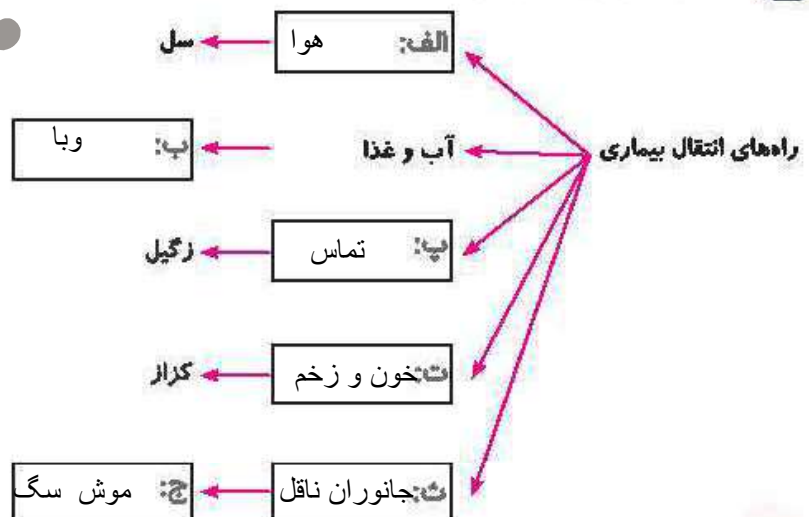 الف: هوا سل
راه‌های انتقال بیماری آب و غذا ب: وبا
پ: تماس زگیل
ت: خون و زخم کزاز
ث: جانوران ناقل ج: موش سگ